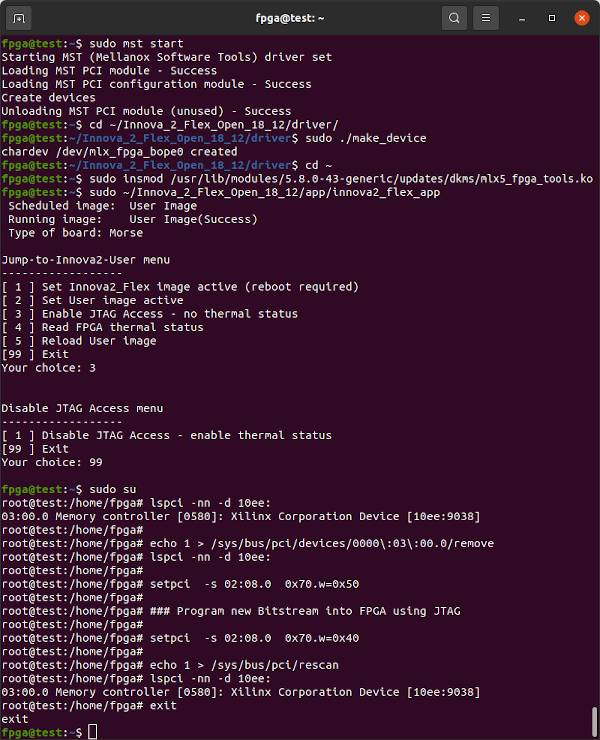 fpga@test: ~
fpga@test:~$ sudo mst start
Starting MST (Mellanox Software Tools) driver set
Loading MST PCI module - Success
Loading MST PCI configuration module - Success
Create devices
Unloading MST PCI module (unused) - Success
fpga@test:~$ cd ~/Innova_2_Flex_Open_18_12/driver/
fpga@test:~/Innova_2_Flex_Open_18_12/driver$ sudo ./make_device
chardev /dev/mlx_fpga_bope0 created
fpga@test:~/Innova_2_Flex_Open_18_12/driver$ cd ~
fpga@test:~$ sudo insmod /usr/lib/modules/5.8.0-43-generic/updates/dkms/mlx5_fpga_tools.ko
fpga@test:~$ sudo ~/Innova_2_Flex_Open_18_12/app/innova2_flex_app
Scheduled image:  User Image
Running image:    User Image(Success)
Type of board: Morse
Jump-to-Innova2-User menu
------------------
[ 1 ] Set Innova2_Flex image active (reboot required)
[ 2 ] Set User image active
[ 3 ] Enable JTAG Access - no thermal status
[ 4 ] Read FPGA thermal status
[ 5 ] Reload User image
[99 ] Exit
Your choice: 3
Disable JTAG Access menu
------------------
[ 1 ] Disable JTAG Access - enable thermal status
[99 ] Exit
Your choice: 99
fpga@test:~$ sudo su
root@test:/home/fpga# lspci -nn -d 10ee:
03:00.0 Memory controller [0580]: Xilinx Corporation Device [10ee:9038]
root@test:/home/fpga#
root@test:/home/fpga# echo 1 > /sys/bus/pci/devices/0000\:03\:00.0/remove
root@test:/home/fpga# lspci -nn -d 10ee:
root@test:/home/fpga#
root@test:/home/fpga# setpci  -s 02:08.0  0x70.w=0x50
root@test:/home/fpga#
root@test:/home/fpga# ### Program new Bitstream into FPGA using JTAG
root@test:/home/fpga#
root@test:/home/fpga# setpci  -s 02:08.0  0x70.w=0x40
root@test:/home/fpga#
root@test:/home/fpga# echo 1 > /sys/bus/pci/rescan
root@test:/home/fpga# lspci -nn -d 10ee:
03:00.0 Memory controller [0580]: Xilinx Corporation Device [10ee:9038]
root@test:/home/fpga# exit
exit
fpga@test:~$